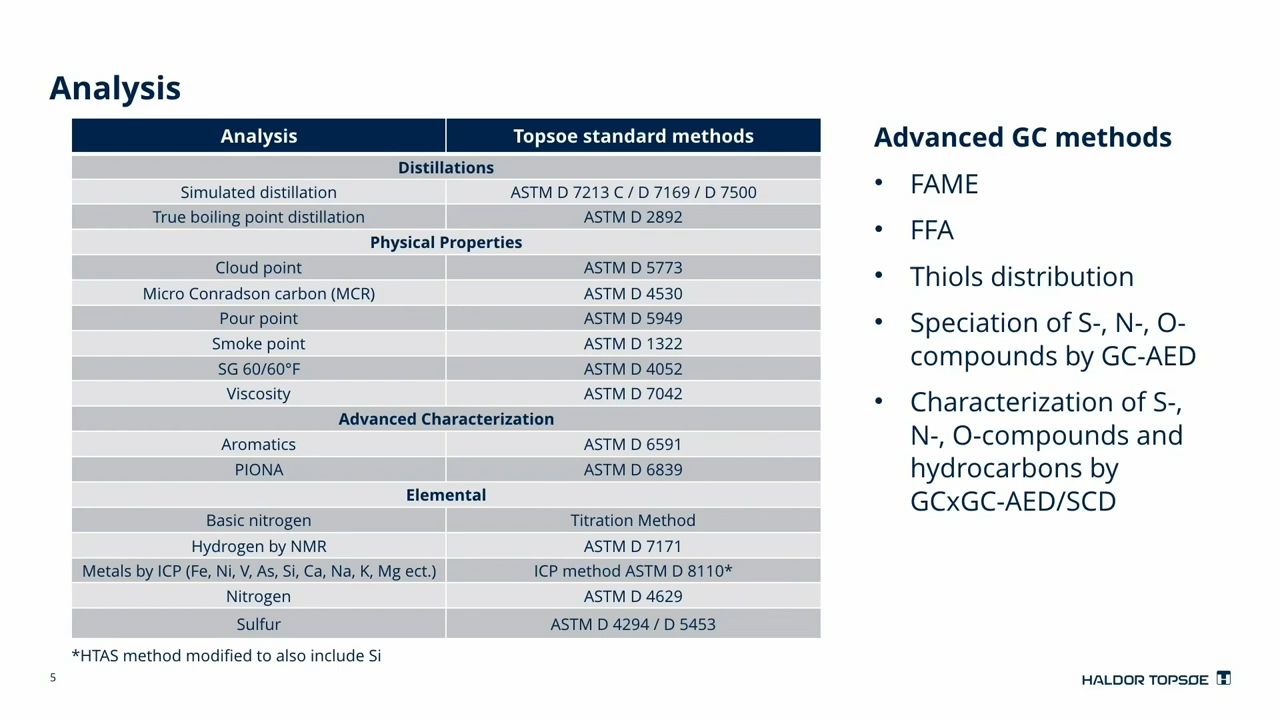 Analysis
Analysis Topsoe standard methods
Distillations
Simulated distillation ASTM D 7213 C / D 7169 / D 7500
True boiling point distillation ASTM D 2892
Physical Properties
Cloud point ASTM D 5773
Micro Conradson carbon (MCR) ASTM D 4530
Pour point ASTM D 5949
Smoke point ASTM D 1322
SG 60/60°F ASTM D 4052
Viscosity ASTM D 7042
Advanced Characterization
Aromatics ASTM D 6591
PIONA ASTM D 6839
Elemental
Basic nitrogen Titration Method
Hydrogen by NMR ASTM D 7171
Metals by ICP (Fe, Ni, V, As, Si, Ca, Na, K, Mg ect.) ICP method ASTM D 8110*
Nitrogen ASTM D 4629
Sulfur ASTM D 4294 / D 5453
*HTAS method modified to also include Si
Advanced GC methods
• FAME
• FFA
• Thiols distribution
• Speciation of S-, N-, O-
compounds by GC-AED
• Characterization of S-,
N-, O-compounds and
hydrocarbons by
GCxGC-AED/SCD
5
HALDOR TOPSØE